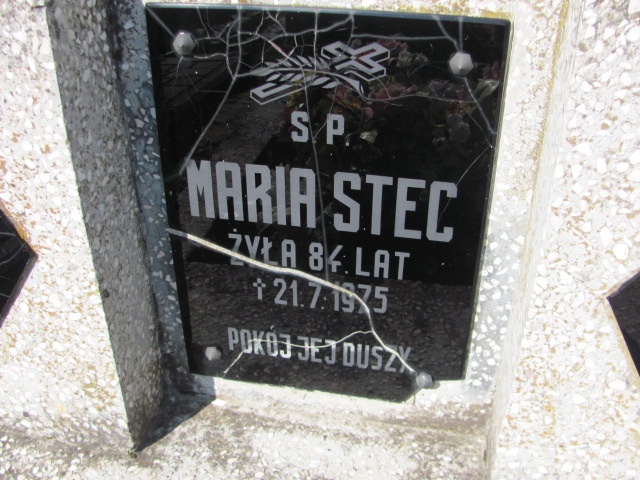 S P
MARIA STEC
ŻYŁA 84. LAT
† 21.7.1975
POKÓJ JEJ DUSZY